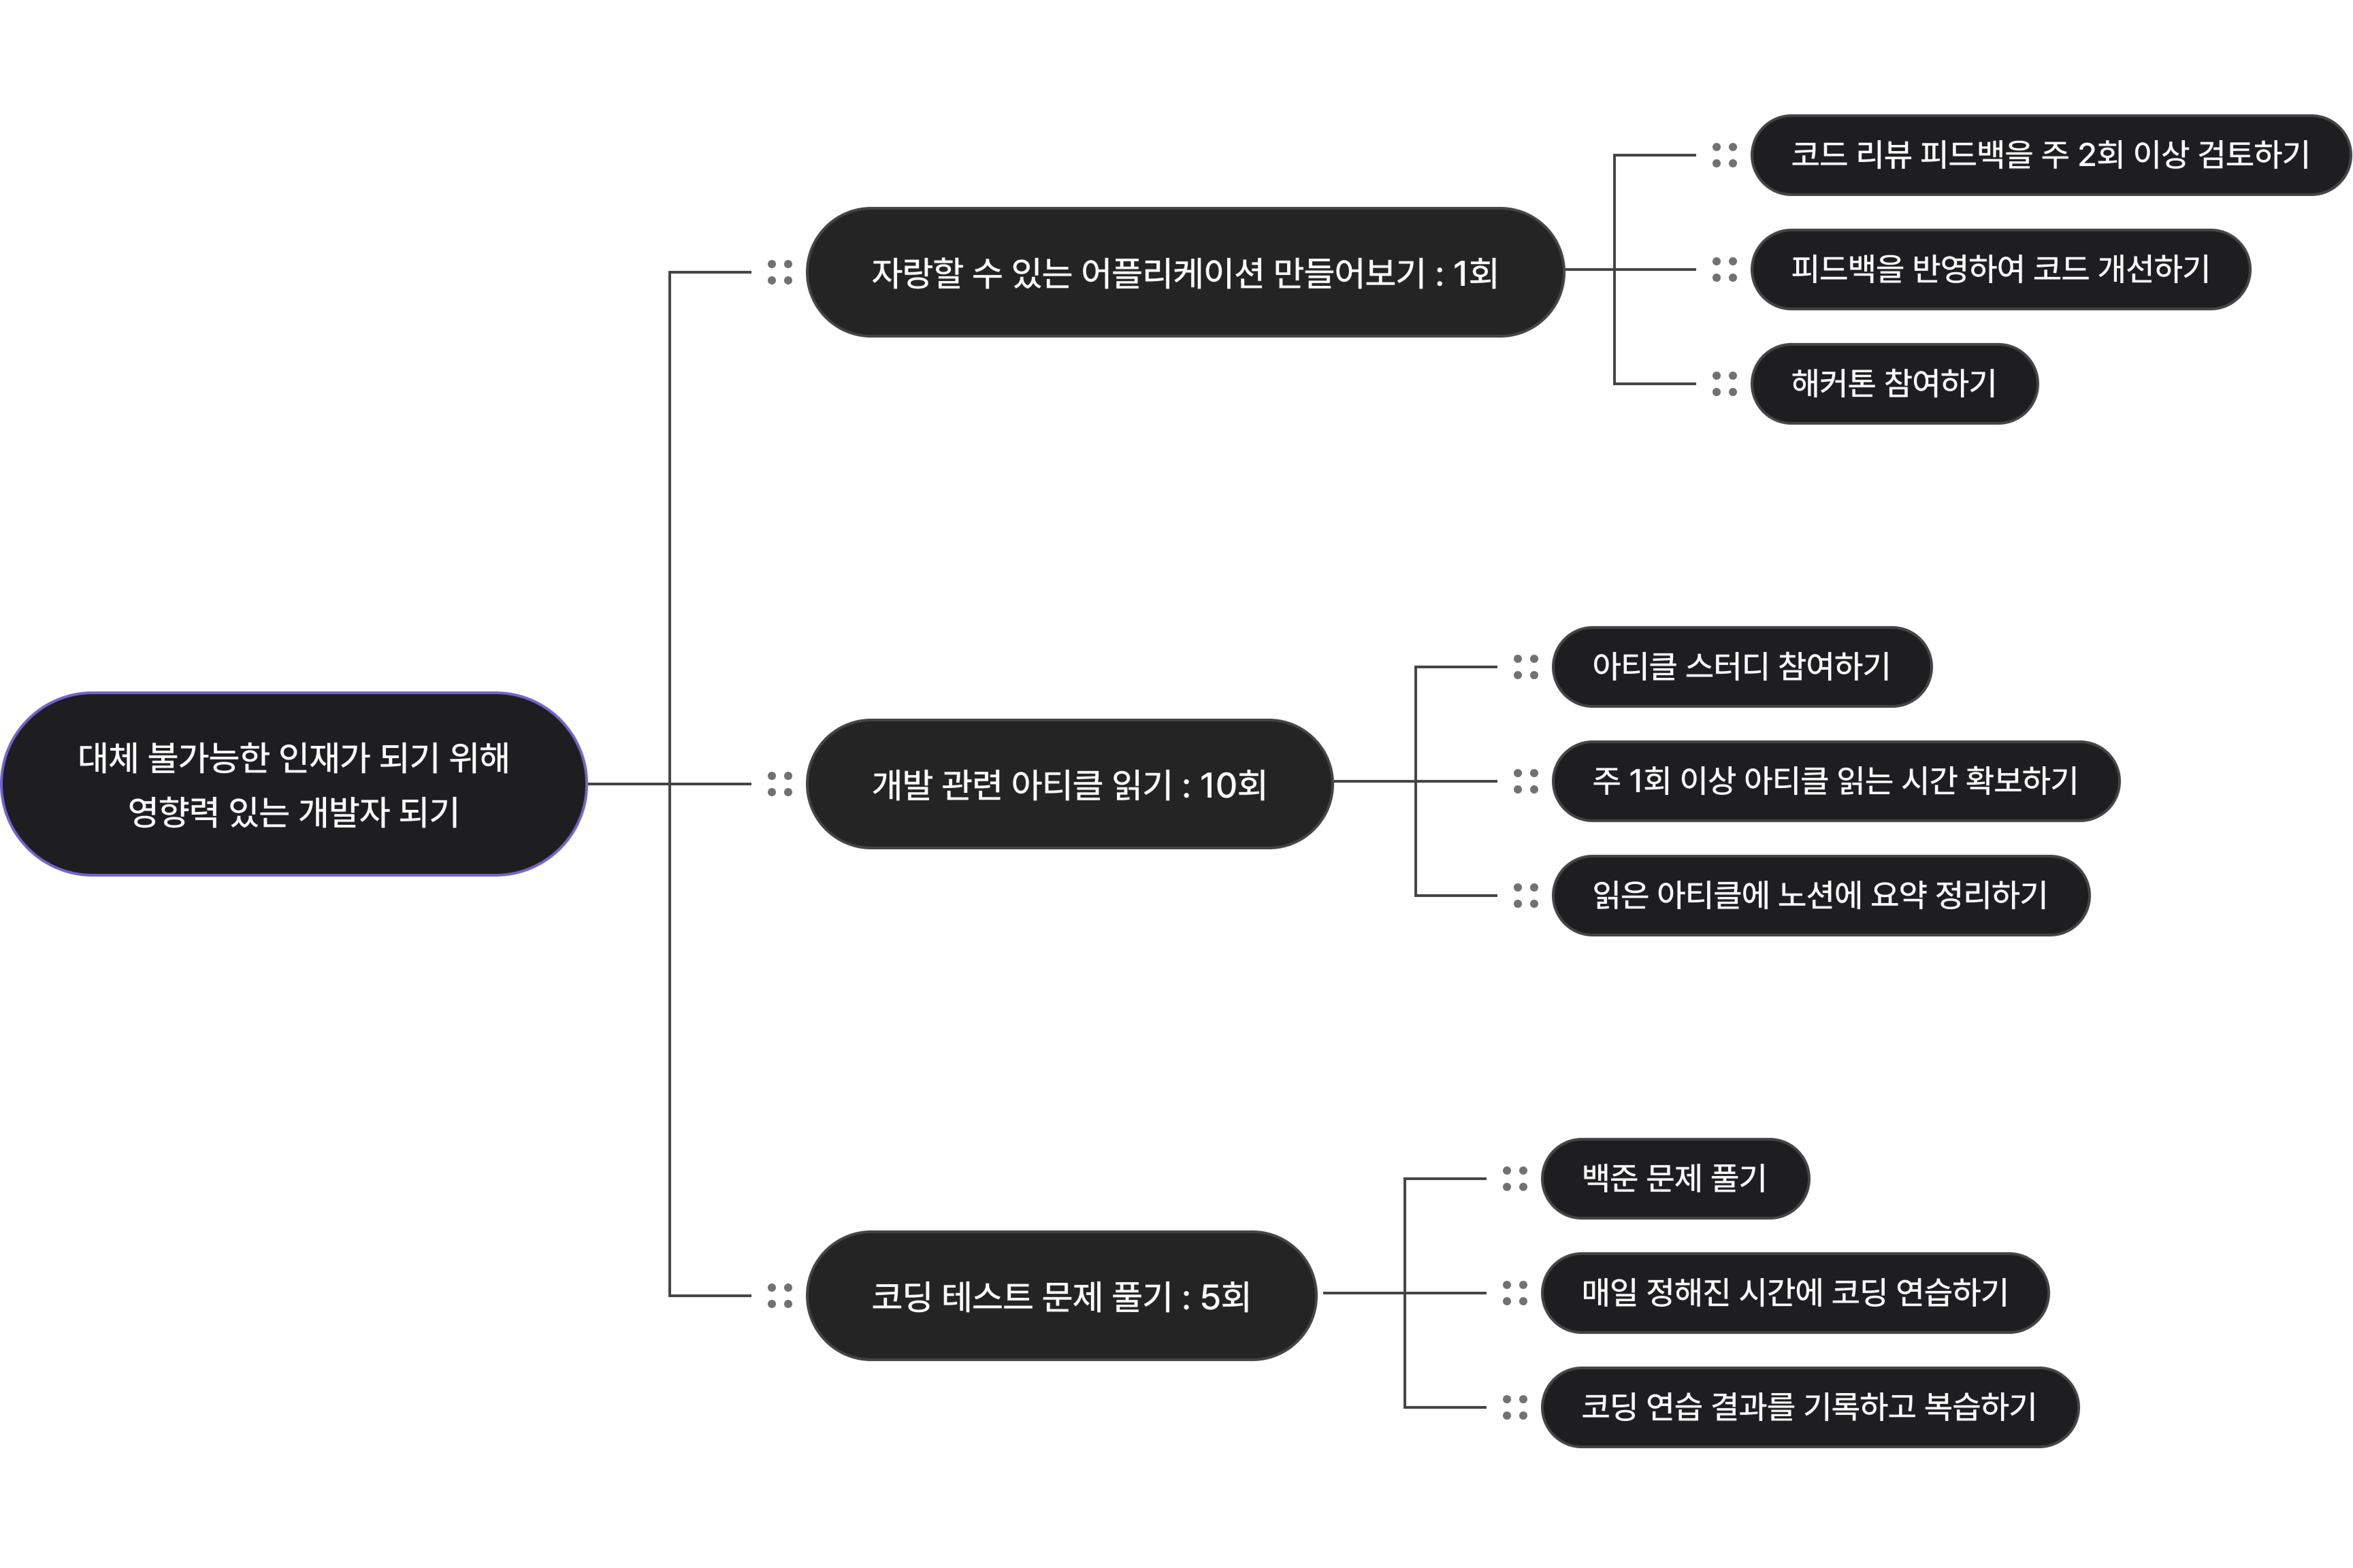 대체 불가능한 인재가 되기 위해
영향력 있는 개발자 되기
자랑할 수 있는 어플리케이션 만들어보기 : 1회
코드 리뷰 피드백을 주 2회 이상 검토하기
피드백을 반영하여 코드 개선하기
해커톤 참여하기
개발 관련 아티클 읽기 : 10회
아티클 스터디 참여하기
주 1회 이상 아티클 읽는 시간 확보하기
읽은 아티클에 노션에 요약 정리하기
코딩 테스트 문제 풀기 : 5회
백준 문제 풀기
매일 정해진 시간에 코딩 연습하기
코딩 연습 결과를 기록하고 복습하기